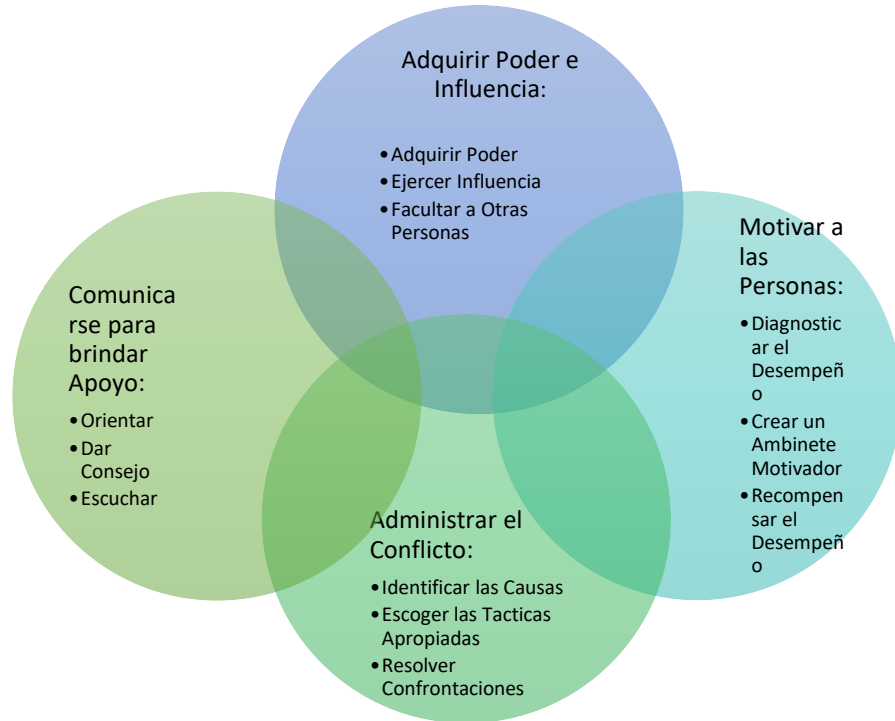 Adquirir Poder e
Influencia:
•Adquirir Poder
•Ejercer Influencia
•Facultar a Otras
Personas
Motivar a
las
Personas:
•Diagnostic
ar el
Desempeñ
o
•Crear un
Ambinete
Motivador
•Recompen
sar el
Desempeñ
o
Administrar el
Conflicto:
•Identificar las Causas
•Escoger las Tacticas
Apropiadas
•Resolver
Confrontaciones
Comunica
rse para
brindar
Apoyo:
•Orientar
•Dar
Consejo
•Escuchar